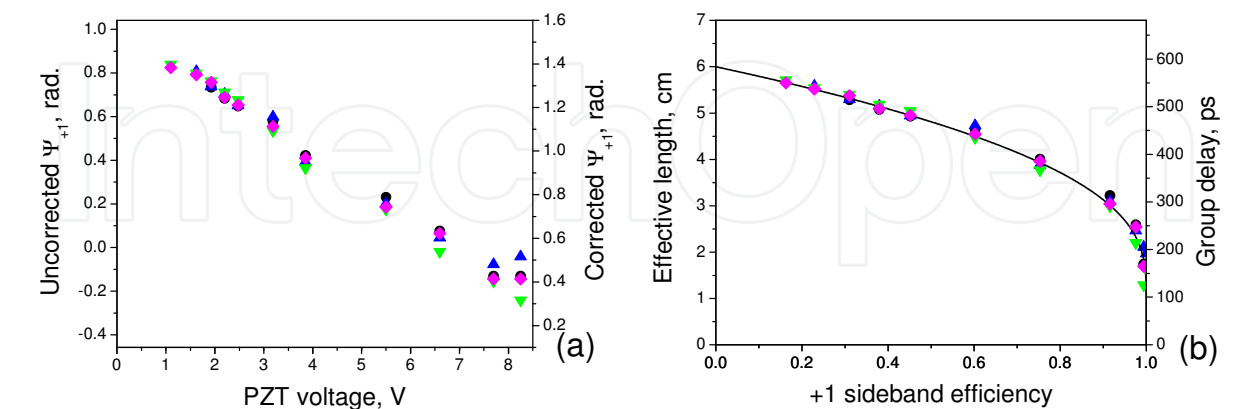 1.0
0.8
0.6
0.4
0.2
0.0
-0.2
-0.4
Uncorrected Ψ+1, rad.
1.6
1.4
1.2
1.0
0.8
0.6
0.4
0.2
Corrected Ψ+1, rad.
0 1 2 3 4 5 6 7 8
PZT voltage, V
(a)
7
6
5
4
3
2
1
0
Effective length, cm
600
500
400
300
200
100
0
Group delay, ps
0.0 0.2 0.4 0.6 0.8 1.0
+1 sideband efficiency
(b)
IntechOpen